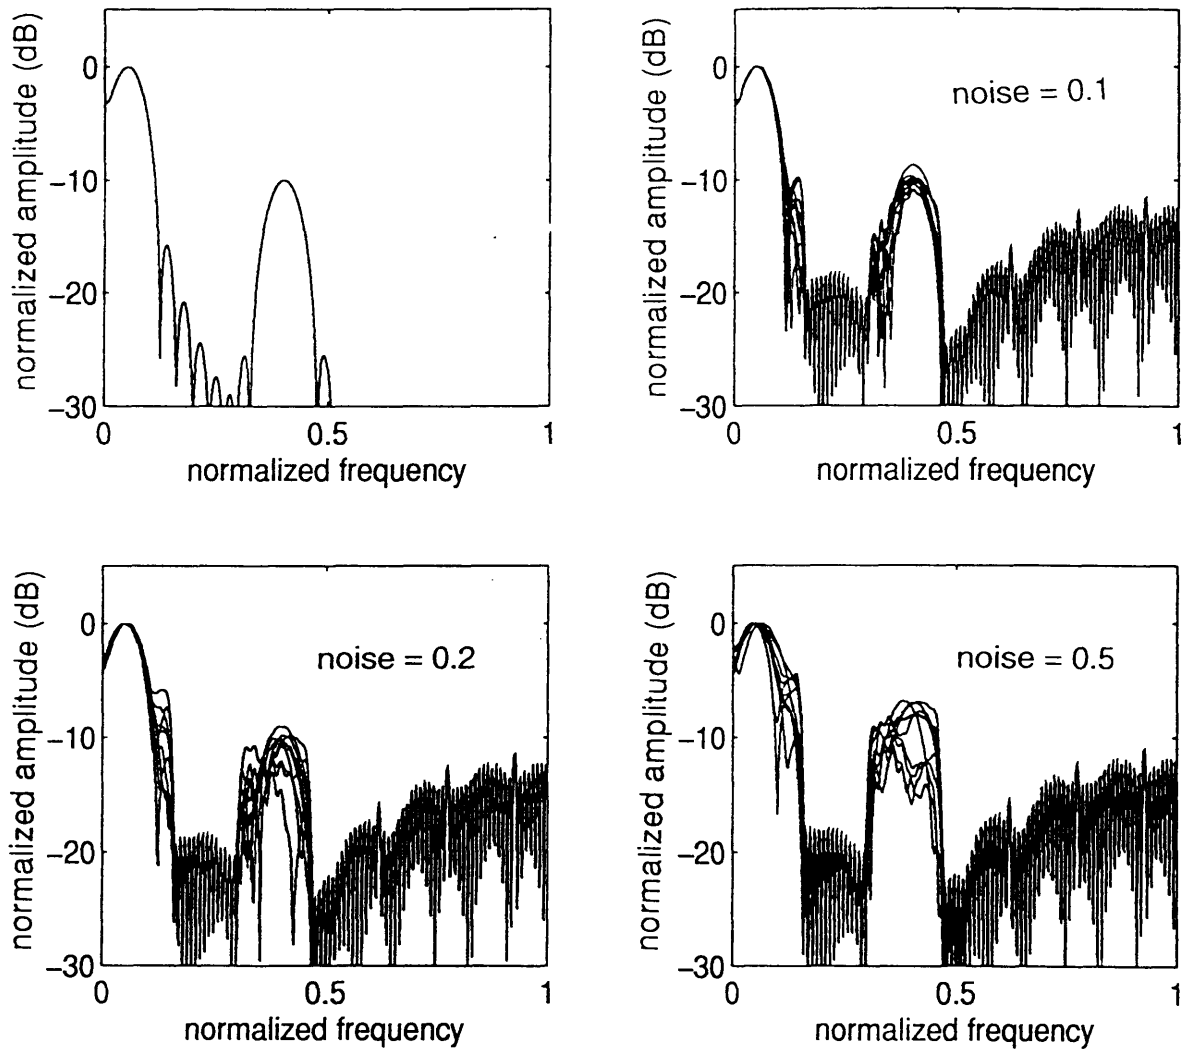 normalized amplitude (dB)
0
−10
−20
−30
0
0.5
1
normalized frequency
normalized amplitude (dB)
0
−10
−20
−30
noise = 0.1
0
0.5
1
normalized frequency
normalized amplitude (dB)
0
−10
−20
−30
noise = 0.2
0
0.5
1
normalized frequency
normalized amplitude (dB)
0
−10
−20
−30
noise = 0.5
0
0.5
1
normalized frequency